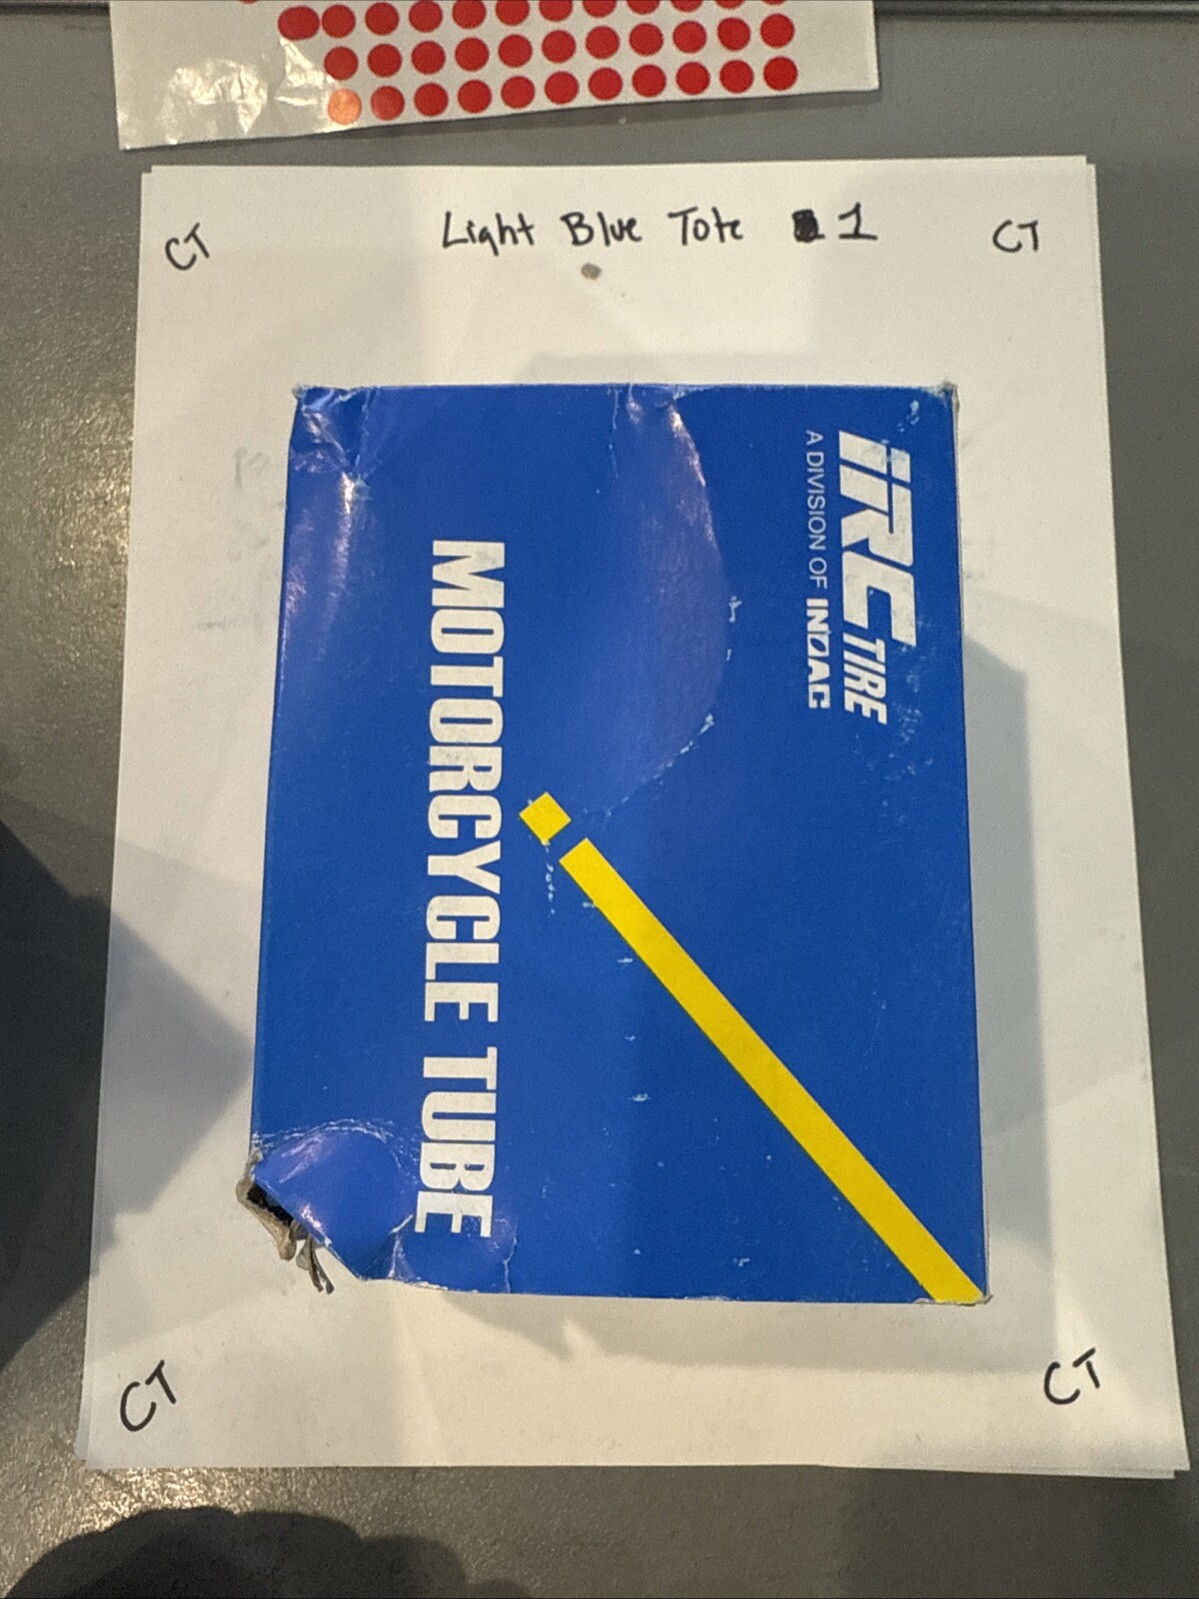 CT
Light Blue Tote 1
CT
iRC TIRE
A DIVISION OF INOAC
MOTORCYCLE TUBE
CT
CT